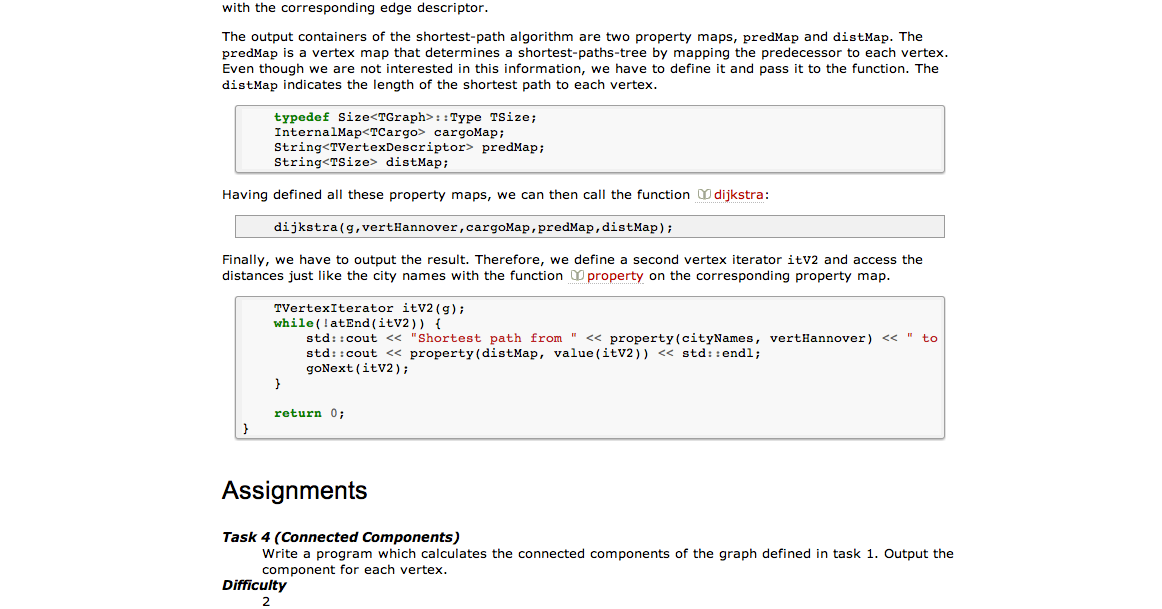 with the corresponding edge descriptor.
The output containers of the shortest-path algorithm are two property maps, predMap and distMap. The
predMap is a vertex map that determines a shortest-paths-tree by mapping the predecessor to each vertex.
Even though we are not interested in this information, we have to define it and pass it to the function. The
distMap indicates the length of the shortest path to each vertex.
typedef Size<TGraph>::Type TSize;
InternalMap<TCargo> cargoMap;
String<TVertexDescriptor> predMap;
String<TSize> distMap;
Having defined all these property maps, we can then call the function dijkstra:
dijkstra(g,vertHannover,cargoMap,predMap,distMap);
Finally, we have to output the result. Therefore, we define a second vertex iterator itV2 and access the
distances just like the city names with the function property on the corresponding property map.
TVertexIterator itV2(g);
while(!atEnd(itV2)) {
std::cout << "Shortest path from " << property(cityNames, vertHannover) << " to
std::cout << property(distMap, value(itV2)) << std::endl;
goNext(itV2);
}
return 0;
}
Assignments
Task 4 (Connected Components)
Write a program which calculates the connected components of the graph defined in task 1. Output the
component for each vertex.
Difficulty
2